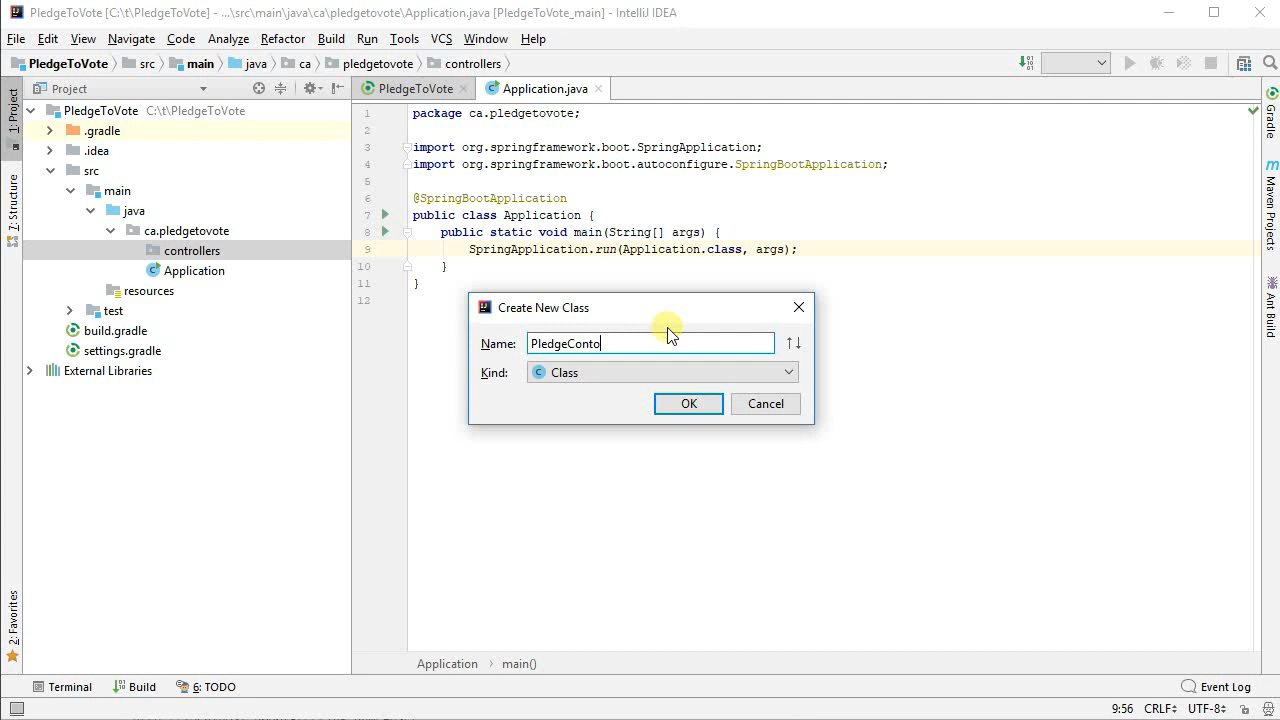 PledgeToVote [C:\t\PledgeToVote] - ...\src\main\java\ca\pledgetovote\Application.java [PledgeToVote_main] - IntelliJ IDEA
File Edit View Navigate Code Analyze Refactor Build Run Tools VCS Window Help
PledgeToVote src main java ca pledgetovote controllers
Project
PledgeToVote Application.java
PledgeToVote C:\t\PledgeToVote
.gradle
.idea
src
main
java
ca.pledgetovote
controllers
Application
resources
test
build.gradle
settings.gradle
External Libraries
1: Project
7: Structure
2: Favorites
1 package ca.pledgetovote;
2
3 import org.springframework.boot.SpringApplication;
4 import org.springframework.boot.autoconfigure.SpringBootApplication;
5
6 @SpringBootApplication
7 public class Application {
8 public static void main(String[] args) {
9 SpringApplication.run(Application.class, args);
10 }
11 }
12
Create New Class
Name: PledgeConto
Kind: C Class
OK Cancel
Gradle
Maven Projects
Ant Build
Application main()
Terminal Build 6: TODO Event Log
9:56 CRLF UTF-8